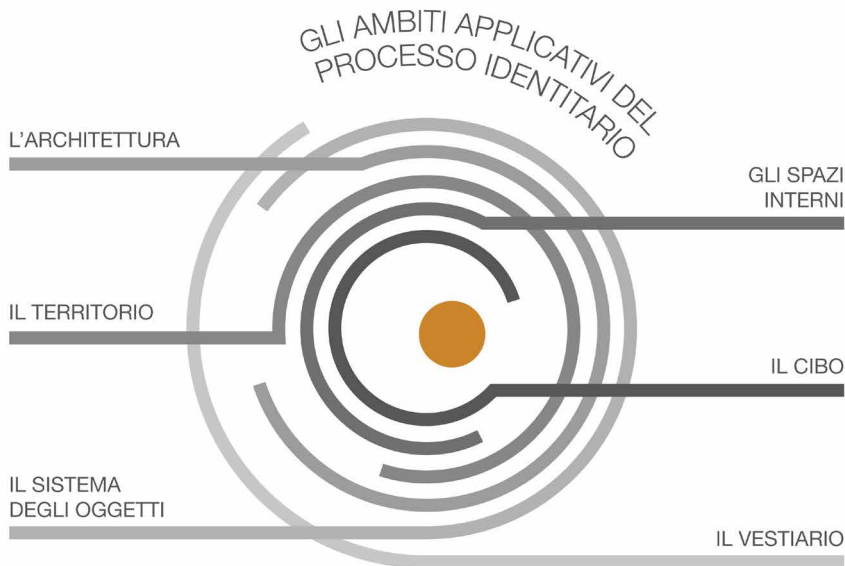 GLI AMBITI APPLICATIVI DEL
PROCESSO IDENTITARIO
L'ARCHITETTURA
GLI SPAZI
INTERNI
IL TERRITORIO
IL CIBO
IL SISTEMA
DEGLI OGGETTI
IL VESTIARIO